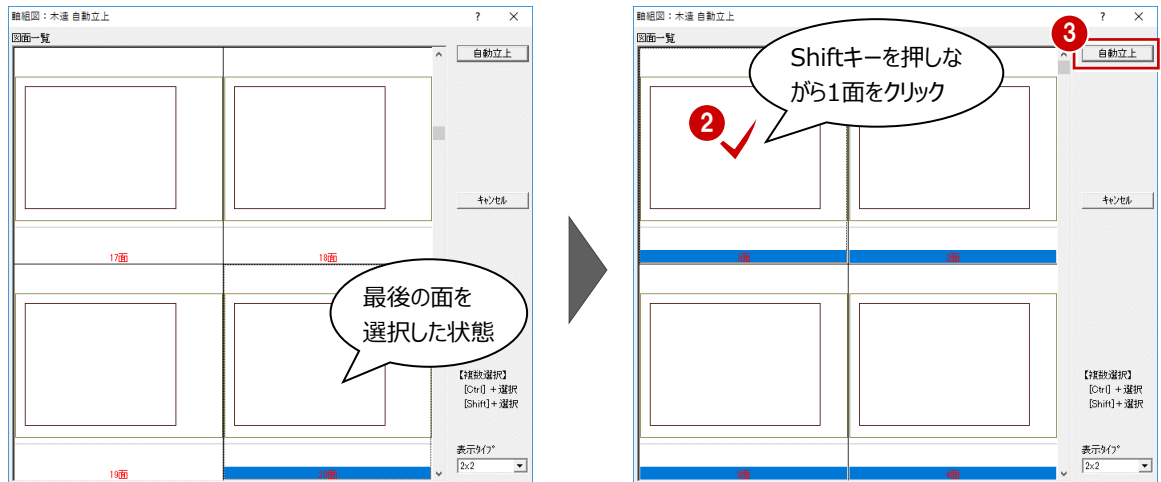 軸組図：木造 自動立上
図面一覧
自動立上
キャンセル
17面
18面
最後の面を
選択した状態
【複数選択】
[Ctrl] + 選択
[Shift] + 選択
表示タイプ
19面
20面
2x2
軸組図：木造 自動立上
図面一覧
3
自動立上
Shiftキーを押しな
がら1面をクリック
2
キャンセル
1面
2面
【複数選択】
[Ctrl] + 選択
[Shift] + 選択
表示タイプ
3面
4面
2x2